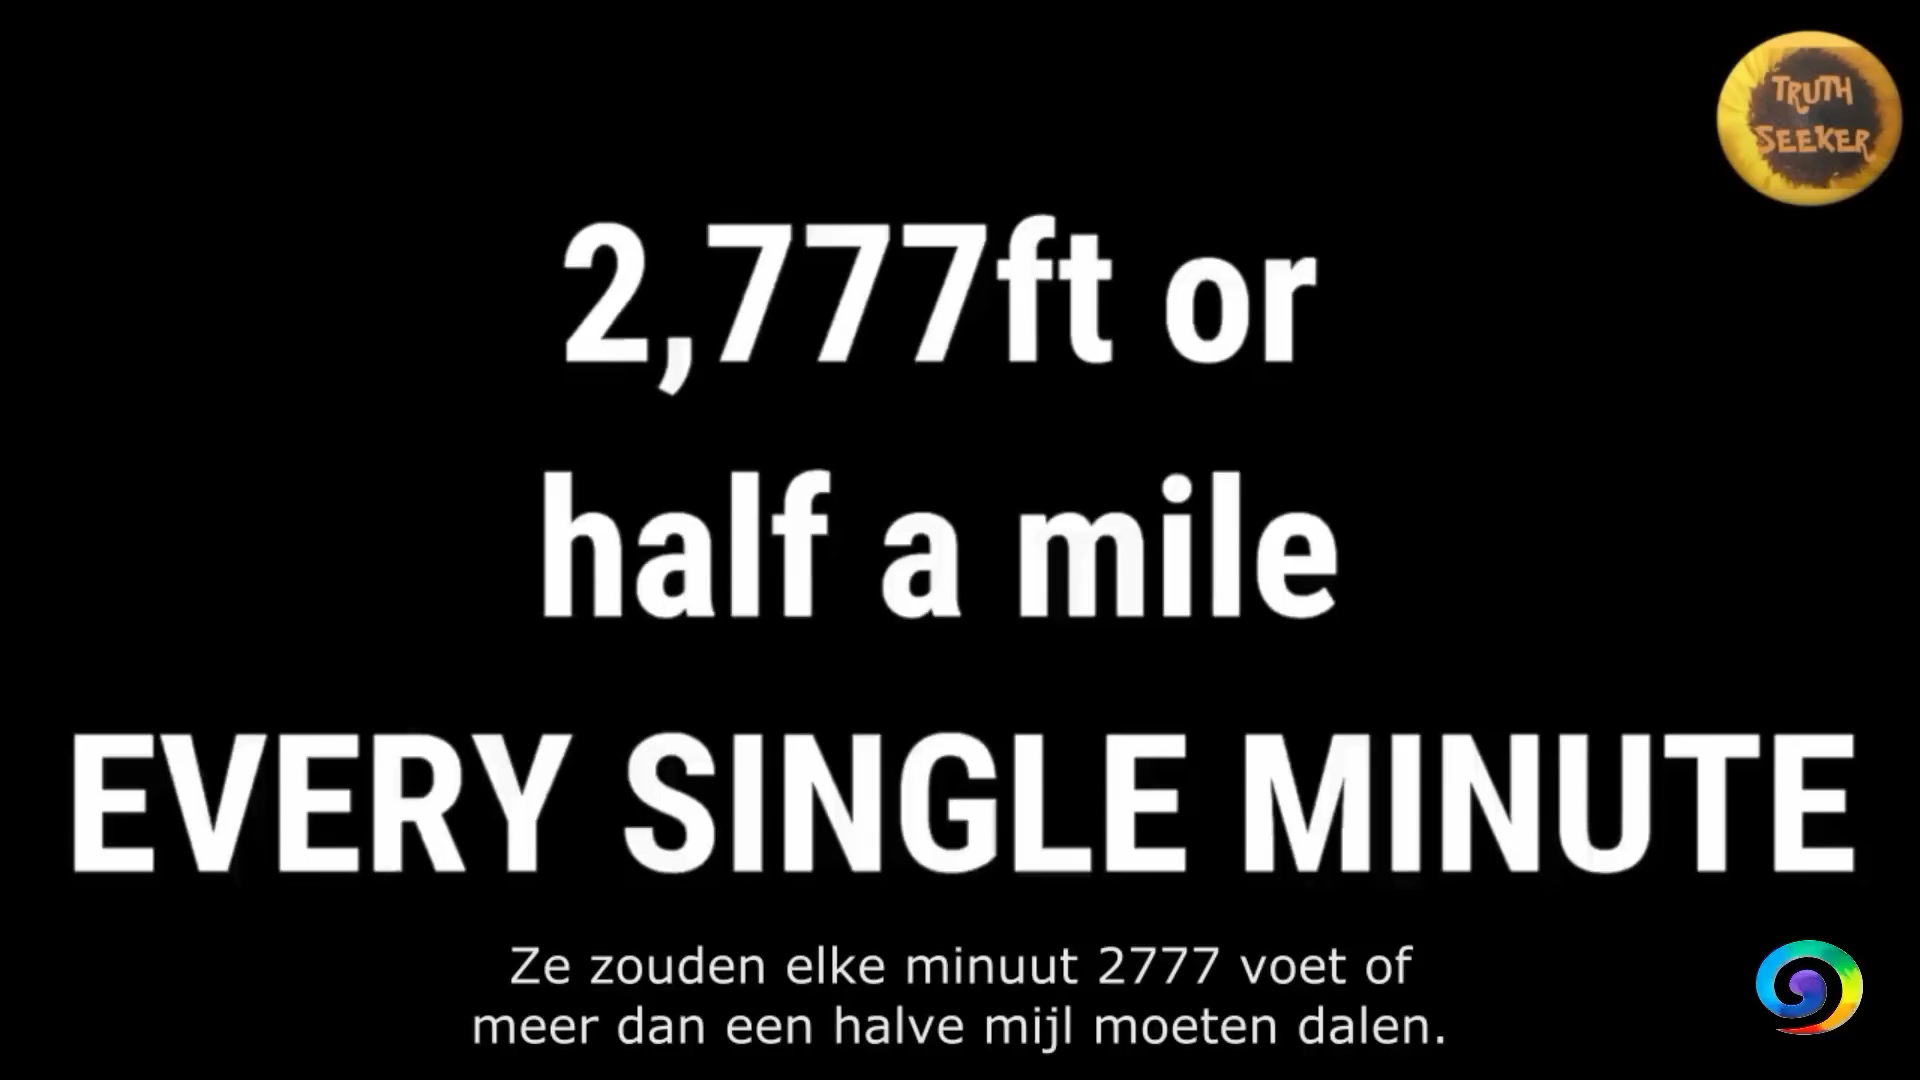 TRUTH
SEEKER
2,777ft or
half a mile
EVERY SINGLE MINUTE
Ze zouden elke minuut 2777 voet of
meer dan een halve mijl moeten dalen.